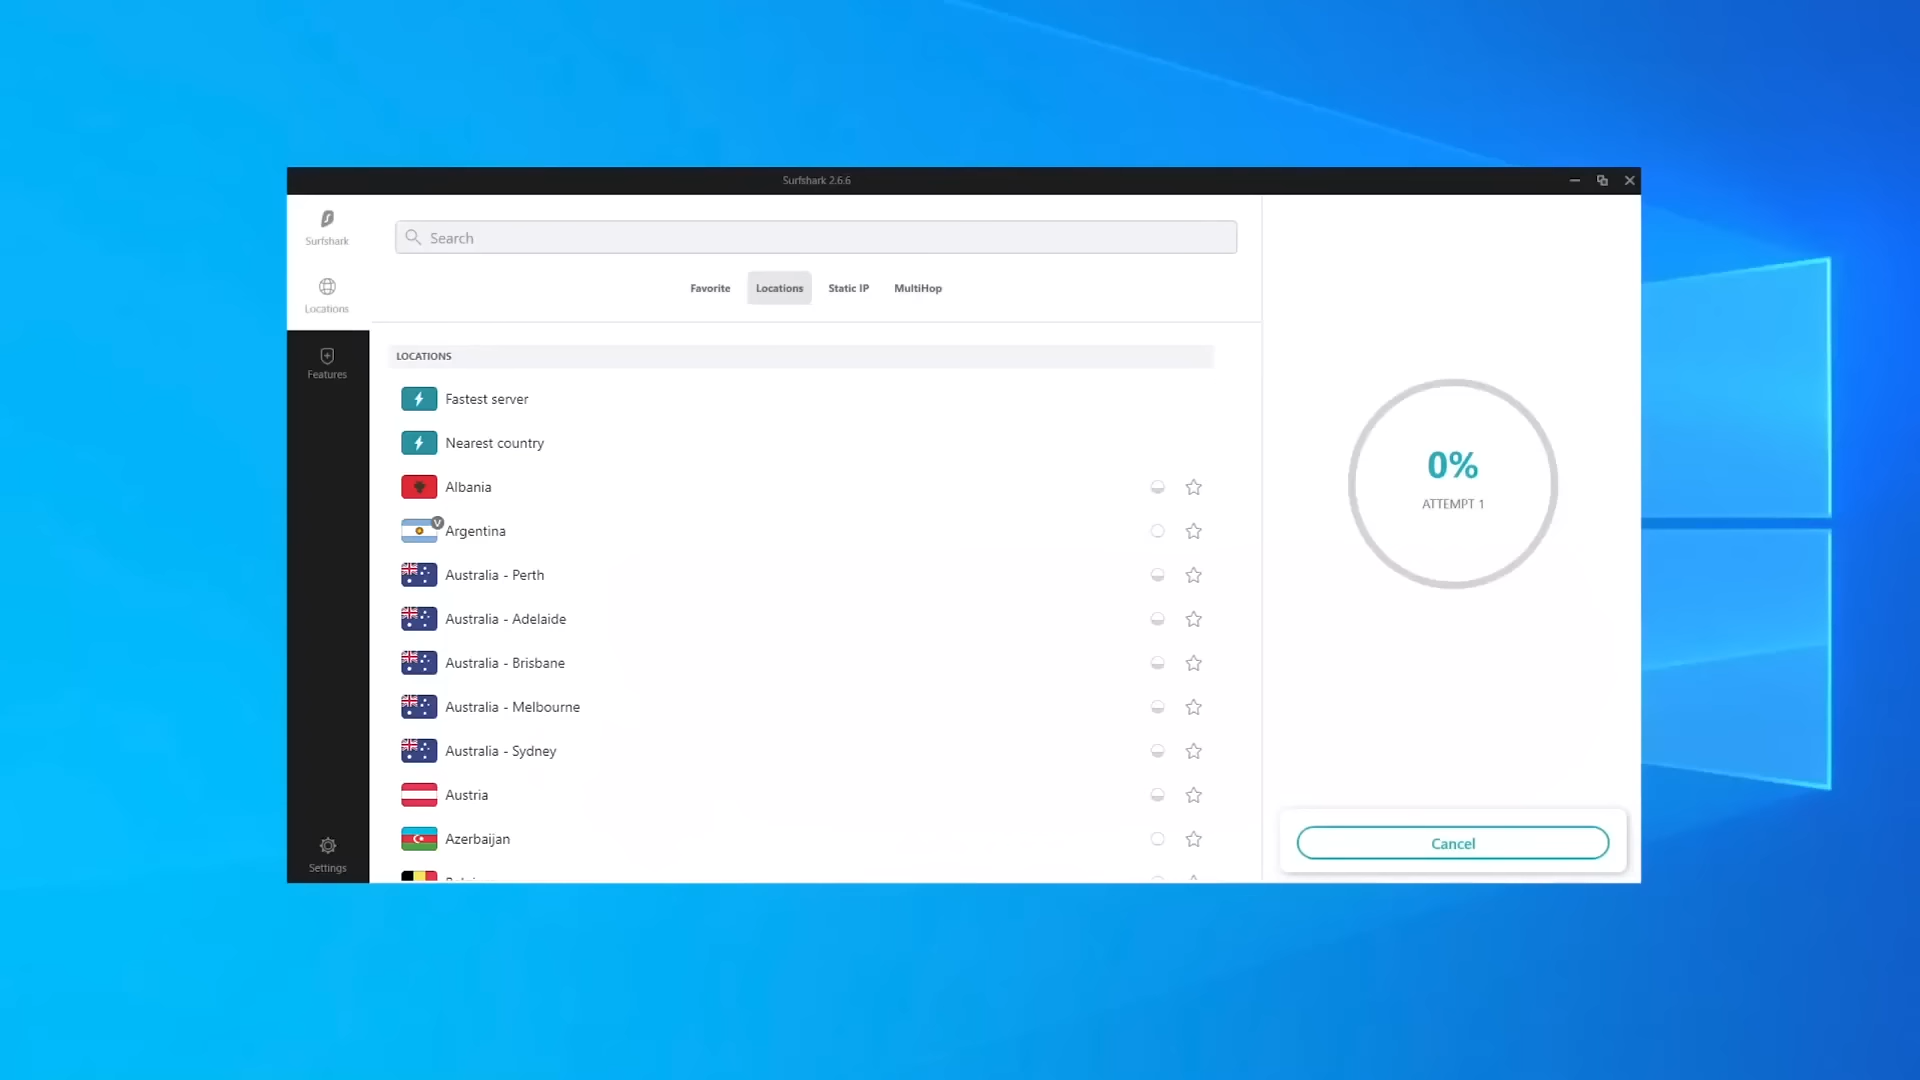 Surfshark 2.6.6
Surfshark
Search
Locations
Favorite Locations Static IP MultiHop
LOCATIONS
Features
Fastest server
Nearest country
Albania
V
Argentina
Australia - Perth
Australia - Adelaide
Australia - Brisbane
Australia - Melbourne
Australia - Sydney
Austria
Azerbaijan
Settings
0%
ATTEMPT 1
Cancel